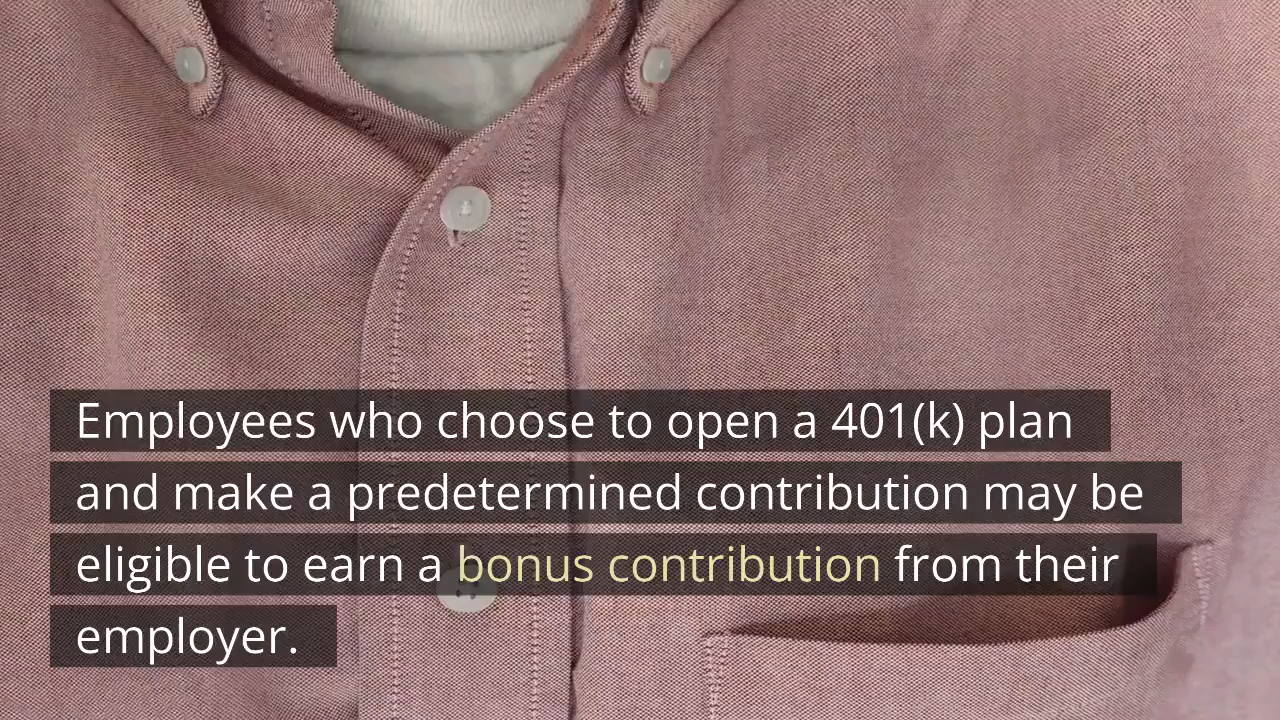 Employees who choose to open a 401(k) plan
and make a predetermined contribution may be
eligible to earn a bonus contribution from their
employer.